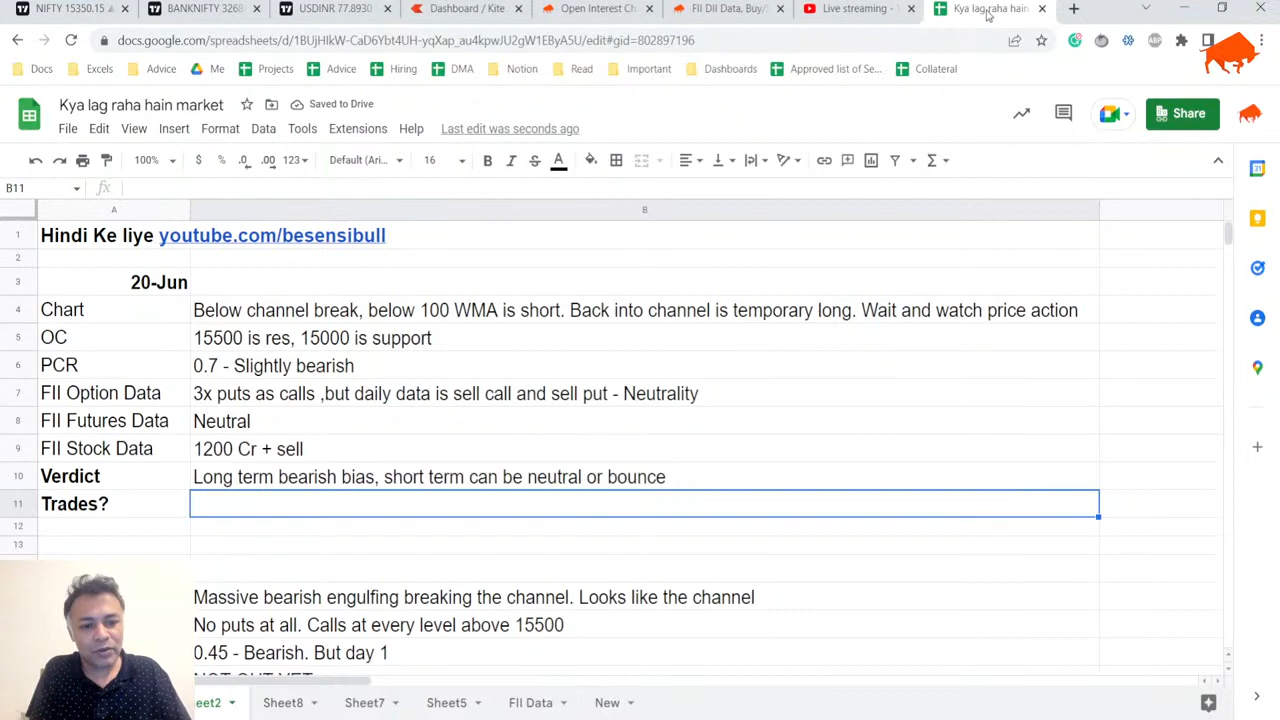 NIFTY 15350.15
BANKNIFTY 3268
USDINR 77.8930
Dashboard / Kite
Open Interest Ch
FII DII Data, Buy/S
Live streaming - Y
Kya lag raha hain
docs.google.com/spreadsheets/d/1BUjHIkW-CaD6Ybt4UH-yqXap_au4kpwJU2gW1EByA5U/edit#gid=802897196
Docs
Excels
Advice
Me
Projects
Advice
Hiring
DMA
Notion
Read
Important
Dashboards
Approved list of Se...
Collateral
Kya lag raha hain market
Saved to Drive
File Edit View Insert Format Data Tools Extensions Help Last edit was seconds ago
Share
100% $ % .0 .00 123 Default (Ari... 16 B I S A
B11 fx
A B
1 Hindi Ke liye youtube.com/besensibull
2
3 20-Jun
4 Chart Below channel break, below 100 WMA is short. Back into channel is temporary long. Wait and watch price action
5 OC 15500 is res, 15000 is support
6 PCR 0.7 - Slightly bearish
7 FII Option Data 3x puts as calls ,but daily data is sell call and sell put - Neutrality
8 FII Futures Data Neutral
9 FII Stock Data 1200 Cr + sell
10 Verdict Long term bearish bias, short term can be neutral or bounce
11 Trades?
12
13
Massive bearish engulfing breaking the channel. Looks like the channel
No puts at all. Calls at every level above 15500
0.45 - Bearish. But day 1
NOT OUT YET
eet2 Sheet8 Sheet7 Sheet5 FII Data New